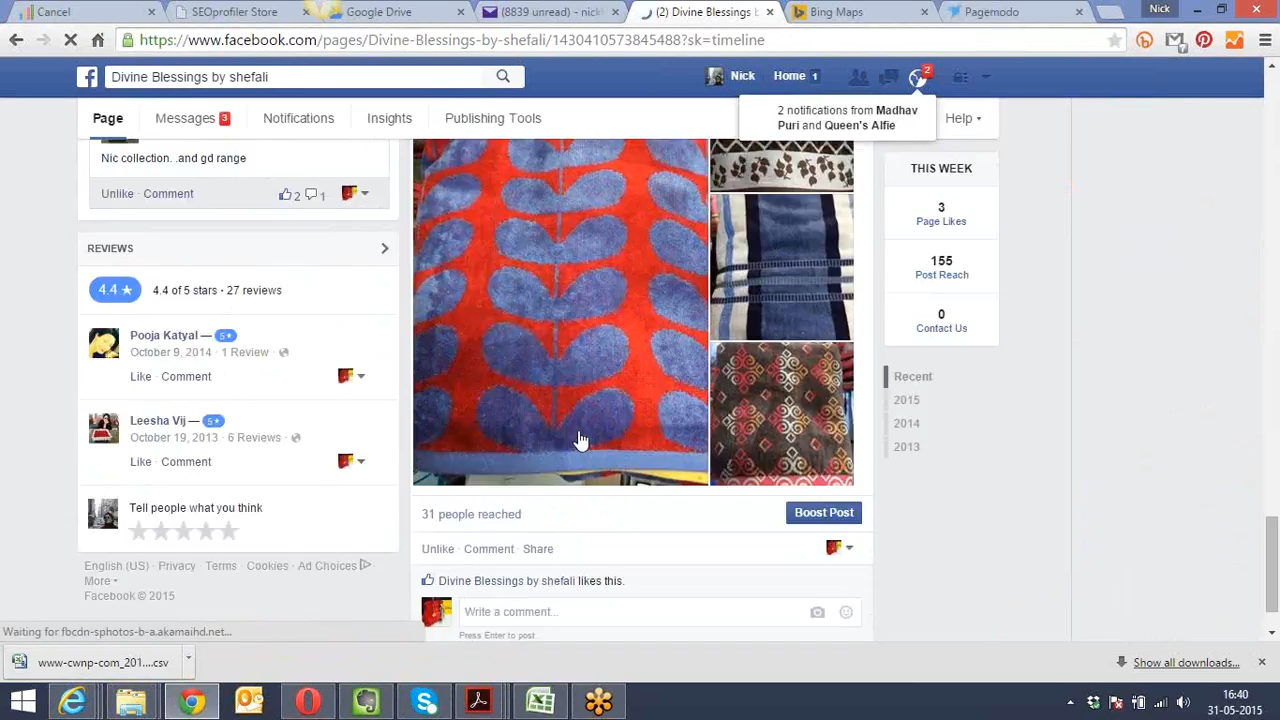 Cancel
SEOprofiler Store
Google Drive
(8839 unread) - nick
(2) Divine Blessings b
Bing Maps
Pagemodo
Nick
https://www.facebook.com/pages/Divine-Blessings-by-shefali/1430410573845488?sk=timeline
Divine Blessings by shefali
Nick
Home 1
2
2 notifications from Madhav
Puri and Queen's Alfie
Page
Messages 3
Notifications
Insights
Publishing Tools
Help
Nic collection. .and gd range
Unlike · Comment
2
1
REVIEWS
4.4 ★
4.4 of 5 stars · 27 reviews
Pooja Katyal — 5★
October 9, 2014 · 1 Review ·
Like · Comment
Leesha Vij — 5★
October 19, 2013 · 6 Reviews ·
Like · Comment
Tell people what you think
English (US) · Privacy · Terms · Cookies · Ad Choices
More
Facebook © 2015
31 people reached
Boost Post
Unlike · Comment · Share
Divine Blessings by shefali likes this.
Write a comment...
Press Enter to post.
THIS WEEK
3
Page Likes
155
Post Reach
0
Contact Us
Recent
2015
2014
2013
Waiting for fbcdn-sphotos-b-a.akamaihd.net...
www-cwnp-com_201....csv
Show all downloads...
16:40
31-05-2015